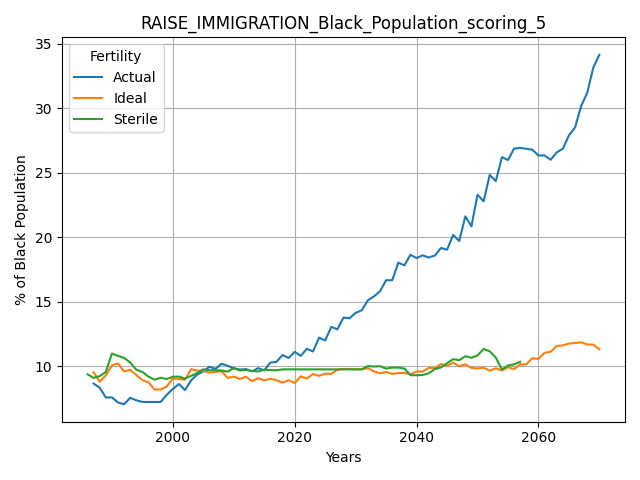 RAISE_IMMIGRATION_Black_Population_scoring_5
Fertility
Actual
Ideal
Sterile
% of Black Population
35
30
25
20
15
10
2000
2020
2040
2060
Years